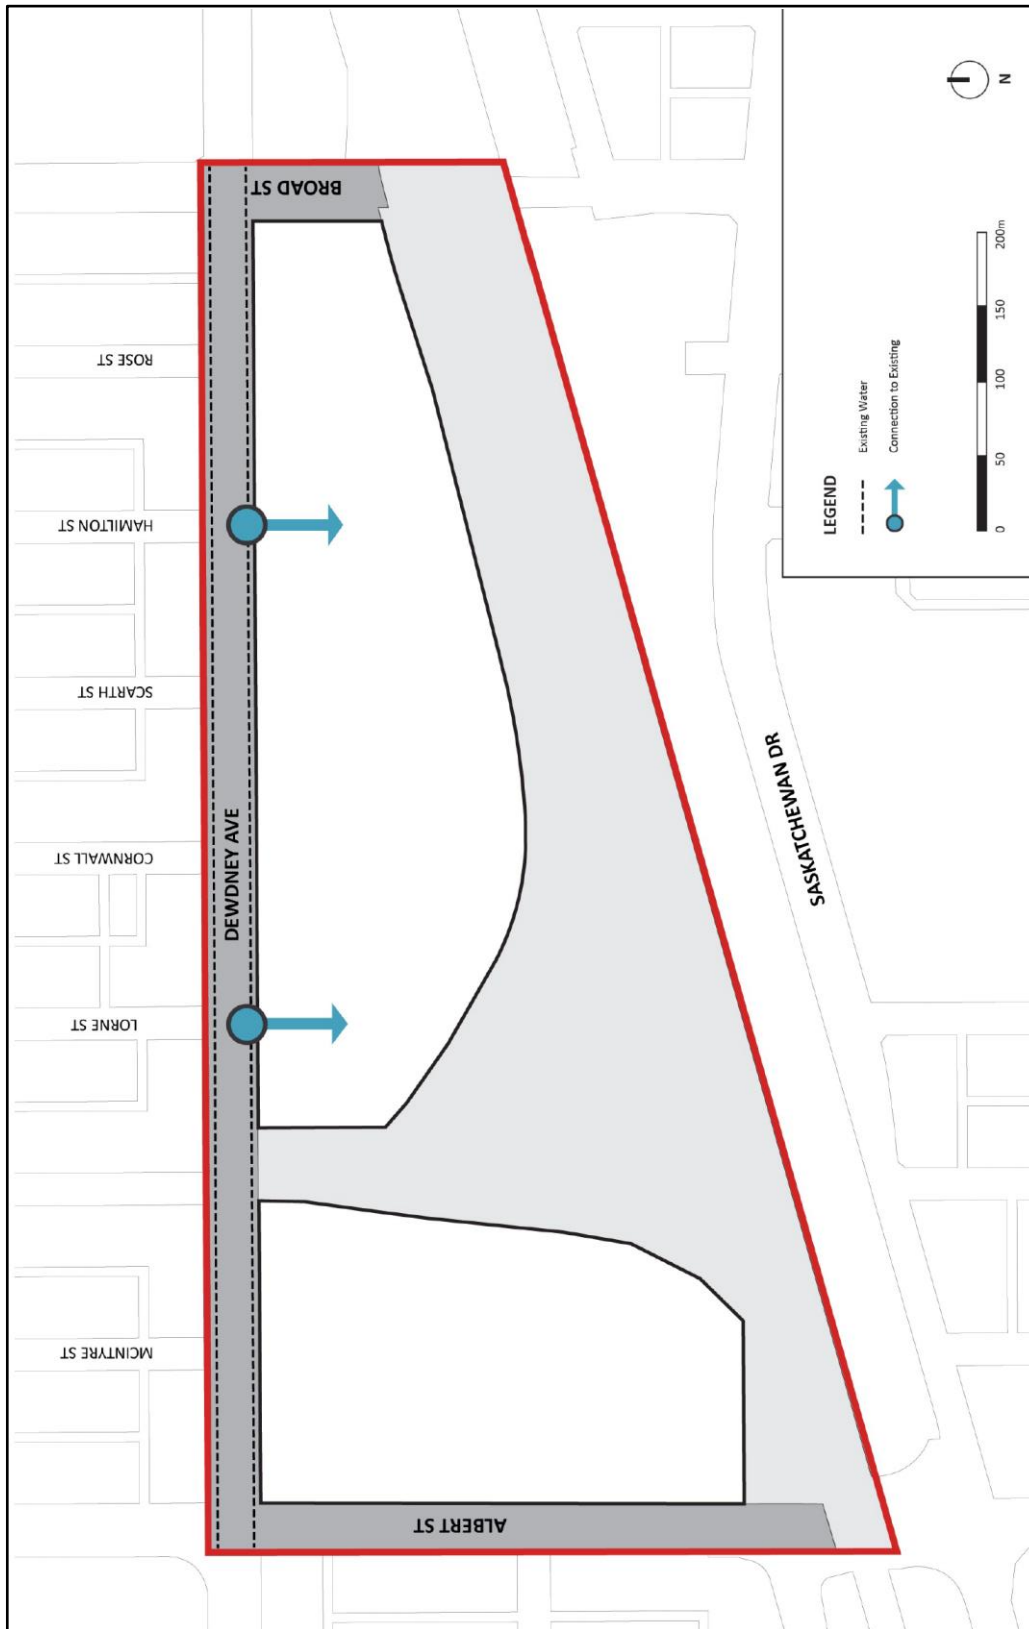 MCINTYRE ST
LORNE ST
CORNWALL ST
SCARTH ST
HAMILTON ST
ROSE ST
DEWDNEY AVE
ALBERT ST
BROAD ST
SASKATCHEWAN DR
LEGEND
Existing Water
Connection to Existing
0 50 100 150 200m
N